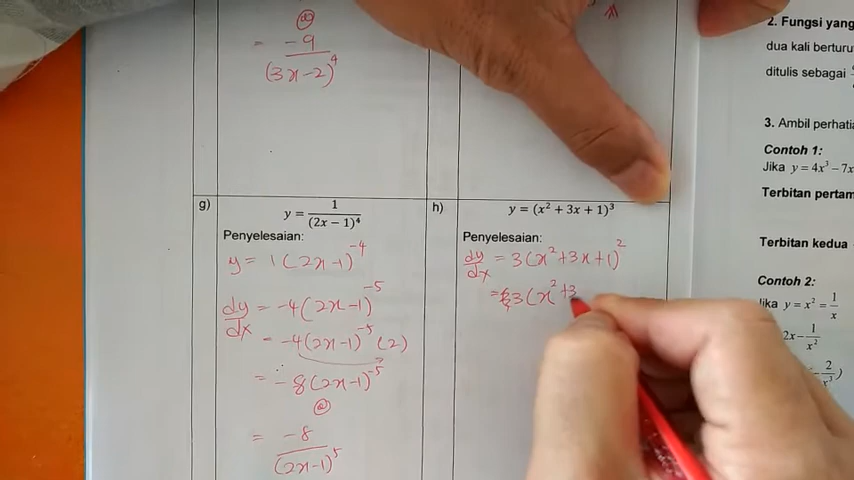 @
= -9
(3x-2)^4
g)
y = 1/(2x − 1)^4
Penyelesaian:
y = 1(2x-1)^-4
dy/dx = -4(2x-1)^-5
= -4(2x-1)^-5 (2)
= -8(2x-1)^-5
@
= -8
(2x-1)^5
h)
y = (x² + 3x + 1)³
Penyelesaian:
dy/dx = 3(x²+3x+1)²
= 3(x²+3
2. Fungsi yang
dua kali bertur
ditulis sebagai
3. Ambil perhati
Contoh 1:
Jika y = 4x³ − 7x
Terbitan pertam
Terbitan kedua
Contoh 2:
Jika y = x² + 1/x
2x − 1/x²
2/x³)